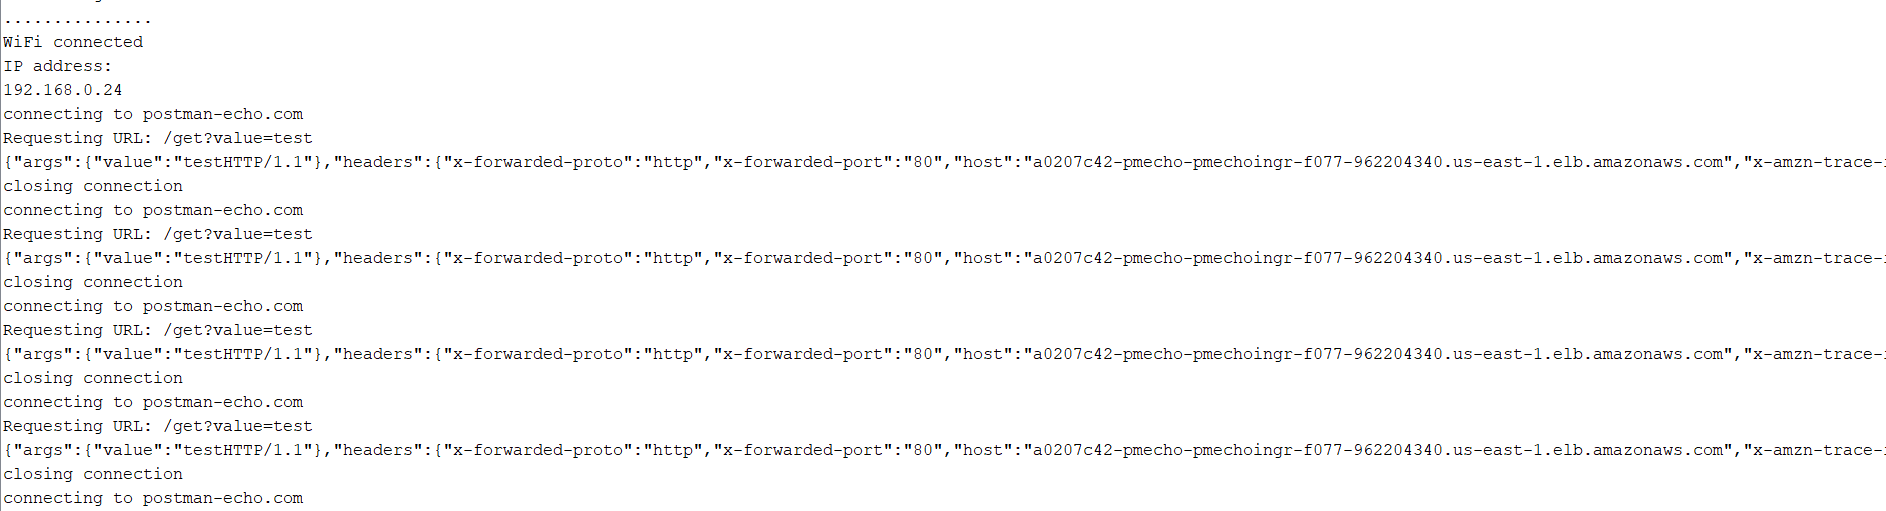 ...............
WiFi connected
IP address:
192.168.0.24
connecting to postman-echo.com
Requesting URL: /get?value=test
{"args":{"value":"testHTTP/1.1"},"headers":{"x-forwarded-proto":"http","x-forwarded-port":"80","host":"a0207c42-pmecho-pmechoingr-f077-962204340.us-east-1.elb.amazonaws.com","x-amzn-trace-
closing connection
connecting to postman-echo.com
Requesting URL: /get?value=test
{"args":{"value":"testHTTP/1.1"},"headers":{"x-forwarded-proto":"http","x-forwarded-port":"80","host":"a0207c42-pmecho-pmechoingr-f077-962204340.us-east-1.elb.amazonaws.com","x-amzn-trace-
closing connection
connecting to postman-echo.com
Requesting URL: /get?value=test
{"args":{"value":"testHTTP/1.1"},"headers":{"x-forwarded-proto":"http","x-forwarded-port":"80","host":"a0207c42-pmecho-pmechoingr-f077-962204340.us-east-1.elb.amazonaws.com","x-amzn-trace-
closing connection
connecting to postman-echo.com
Requesting URL: /get?value=test
{"args":{"value":"testHTTP/1.1"},"headers":{"x-forwarded-proto":"http","x-forwarded-port":"80","host":"a0207c42-pmecho-pmechoingr-f077-962204340.us-east-1.elb.amazonaws.com","x-amzn-trace-
closing connection
connecting to postman-echo.com